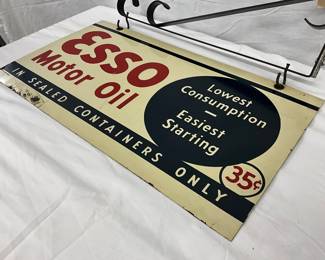 Esso
Motor Oil
Lowest
Consumption
—
Easiest
Starting
35¢
IN SEALED CONTAINERS ONLY